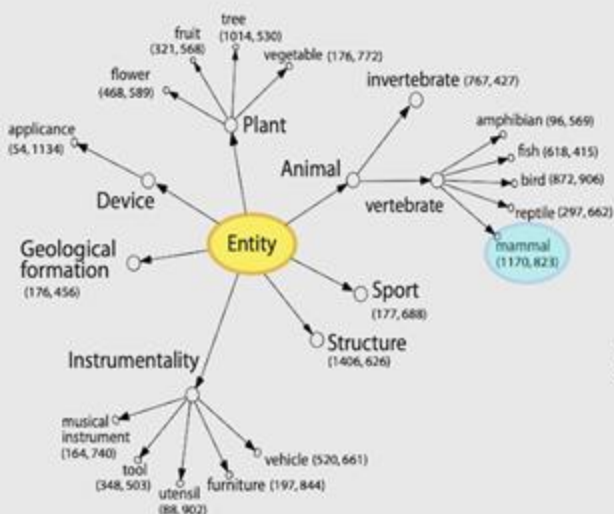 tree
(1014, 530)
fruit
(321, 568)
vegetable (176, 772)
flower
(468, 589)
Plant
applicance
(54, 1134)
Device
invertebrate (767, 427)
Animal
vertebrate
amphibian (96, 569)
fish (618, 415)
bird (872, 906)
reptile (297, 662)
mammal
(1170, 823)
Entity
Geological
formation
(176, 456)
Sport
(177, 688)
Structure
(1406, 626)
Instrumentality
musical
instrument
(164, 740)
tool
(348, 503)
utensil
(88, 902)
furniture (197, 844)
vehicle (520, 661)